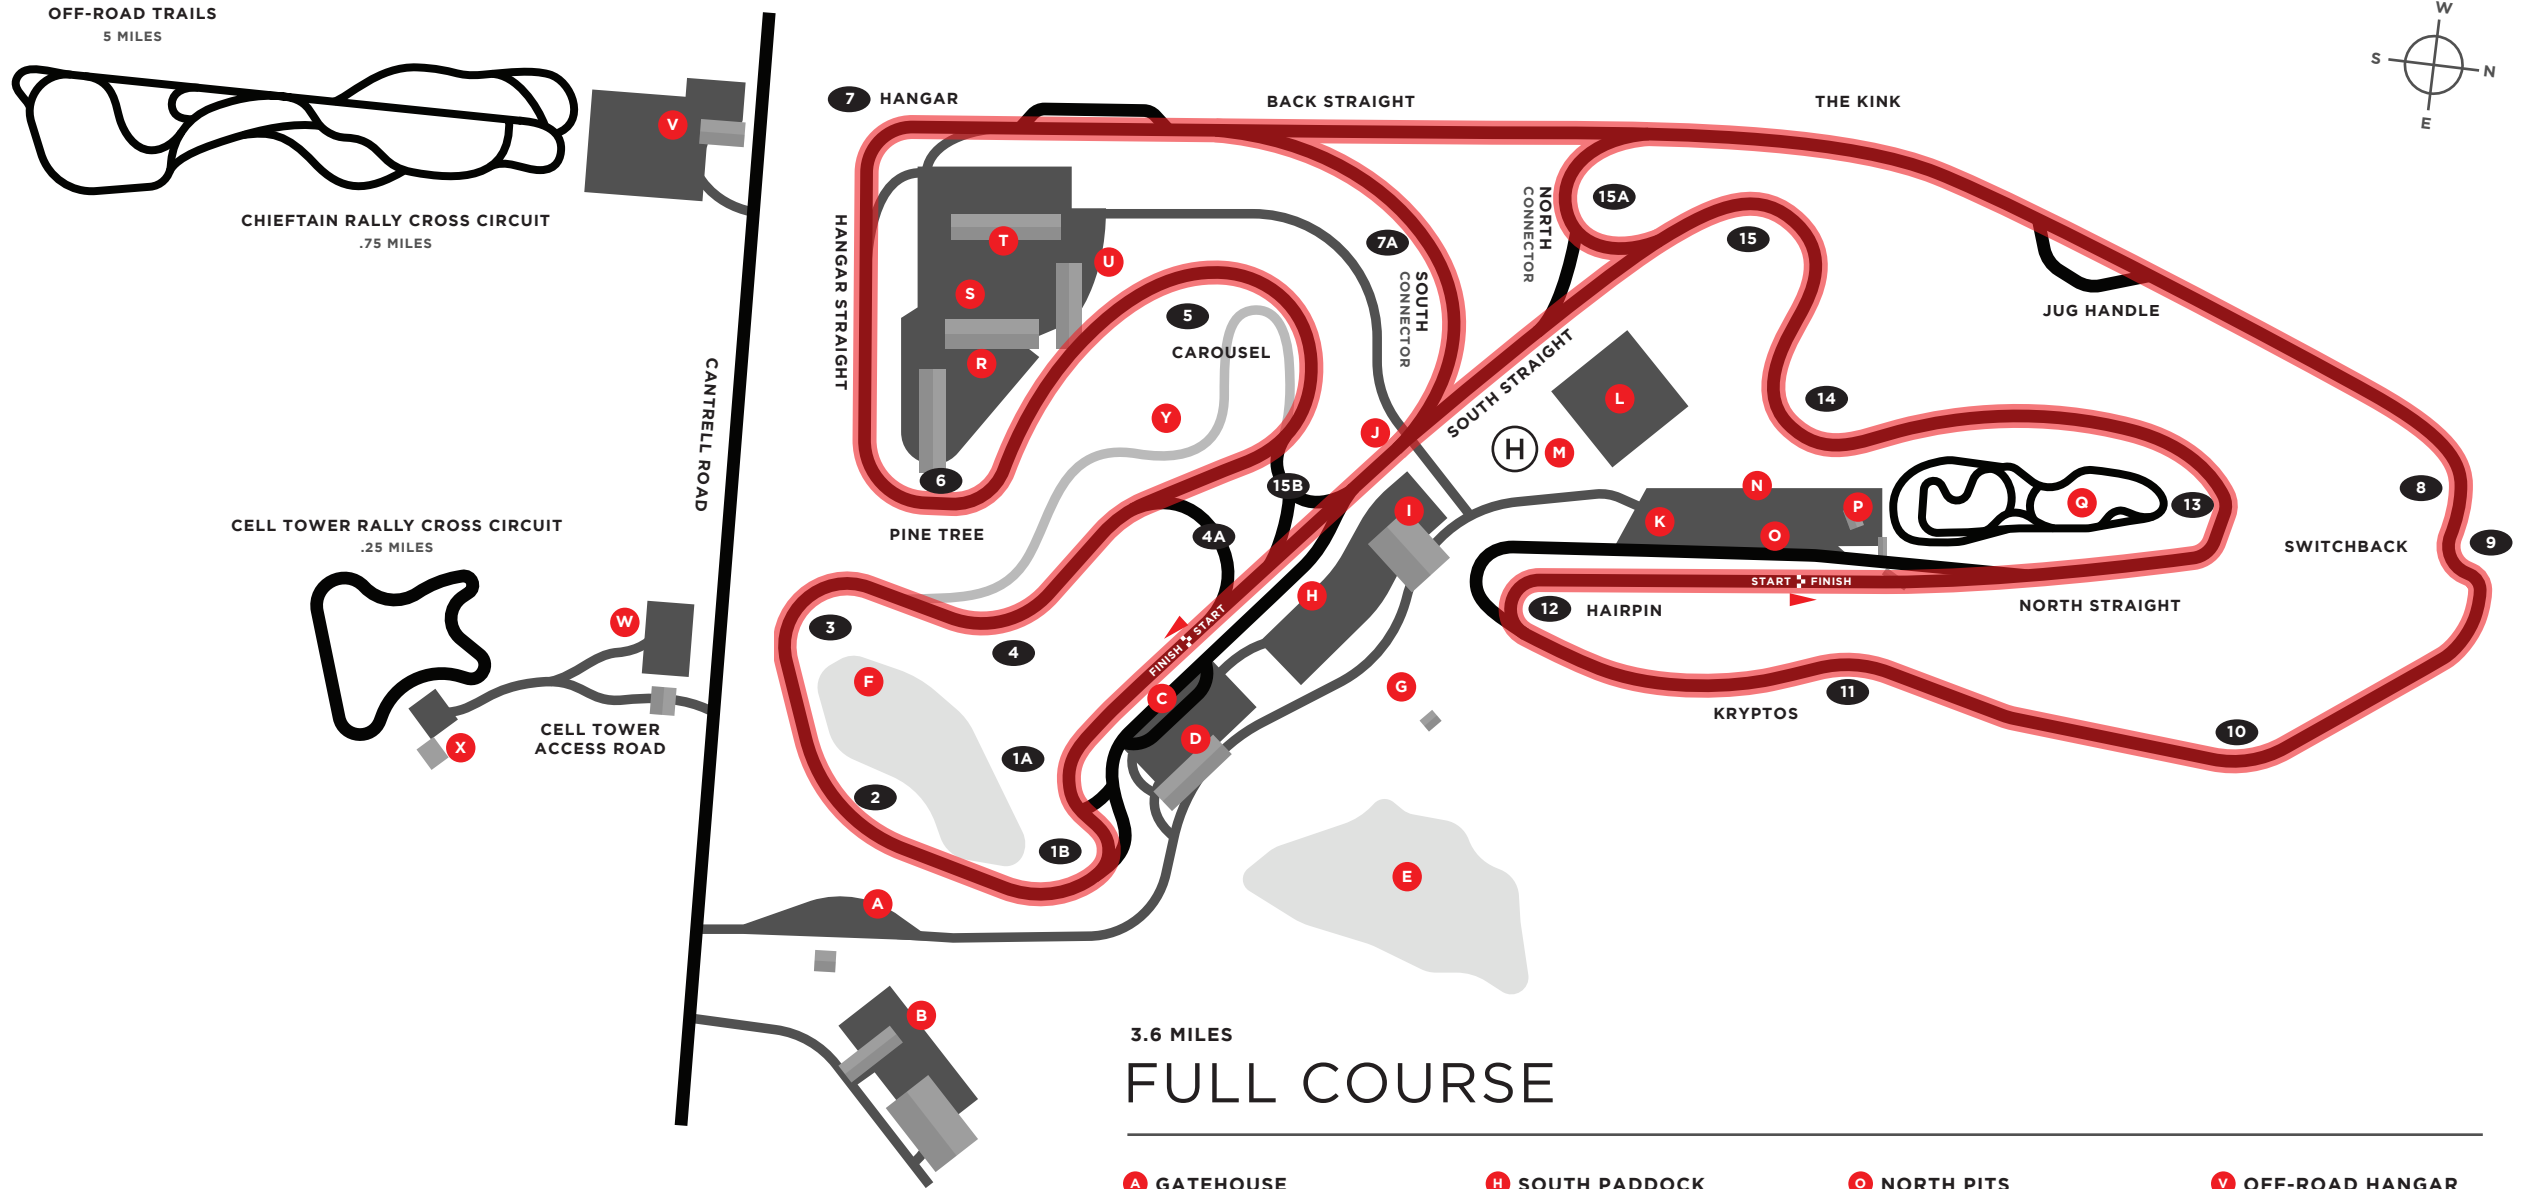 OFF-ROAD TRAILS
5 MILES
CHIEFTAIN RALLY CROSS CIRCUIT
.75 MILES
V
CANTRELL ROAD
CELL TOWER RALLY CROSS CIRCUIT
.25 MILES
W
X
CELL TOWER
ACCESS ROAD
7 HANGAR
BACK STRAIGHT
THE KINK
W
S
N
E
HANGAR STRAIGHT
T
U
S
R
6
PINE TREE
5
CAROUSEL
Y
7A
SOUTH
CONNECTOR
NORTH
CONNECTOR
15A
15
JUG HANDLE
SOUTH STRAIGHT
J
H
M
L
14
15B
4A
I
K
N
O
P
Q
13
8
9
SWITCHBACK
START FINISH
NORTH STRAIGHT
12 HAIRPIN
11
KRYPTOS
10
3
4
F
FINISH START
H
G
C
D
1A
2
1B
E
A
B
3.6 MILES
FULL COURSE
A GATEHOUSE
H SOUTH PADDOCK
O NORTH PITS
V OFF-ROAD HANGAR